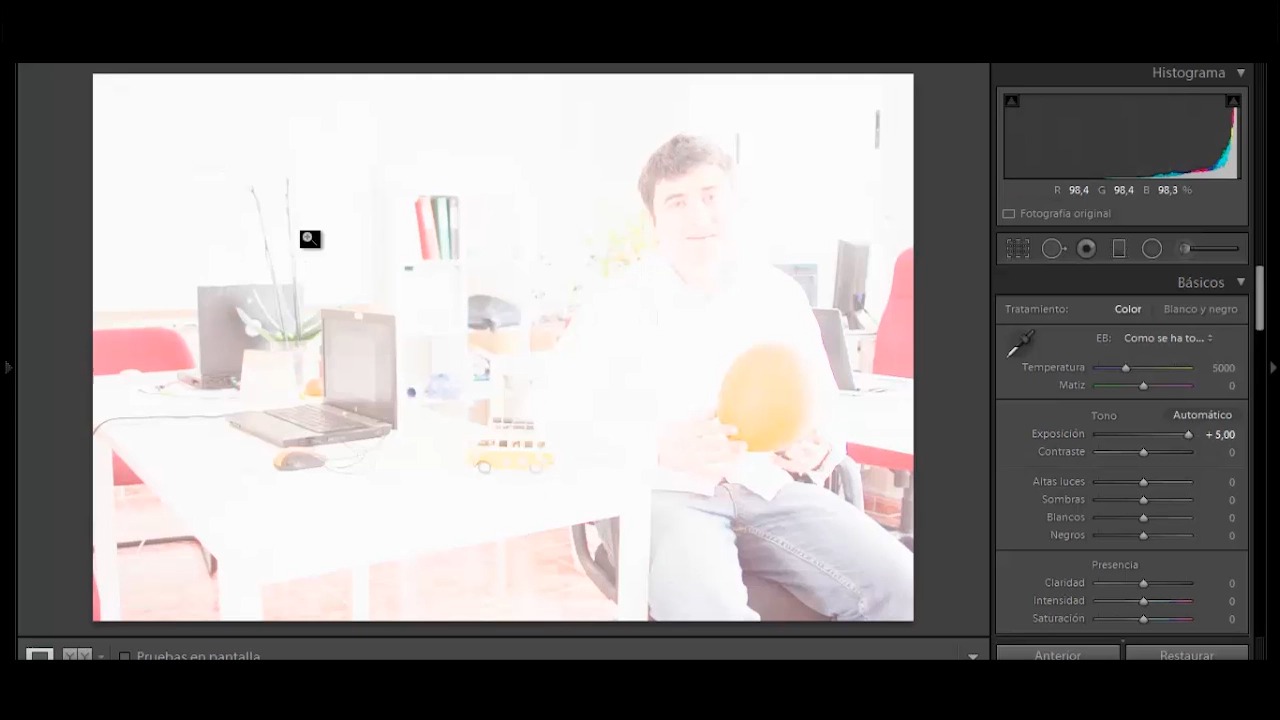 Histograma
R 98,4 G 98,4 B 98,3 %
Fotografía original
Básicos
Tratamiento: Color Blanco y negro
EB: Como se ha to...
Temperatura 5000
Matiz 0
Tono Automático
Exposición + 5,00
Contraste 0
Altas luces 0
Sombras 0
Blancos 0
Negros 0
Presencia
Claridad 0
Intensidad 0
Saturación 0
Y Y Pruebas en pantalla
Anterior Restaurar